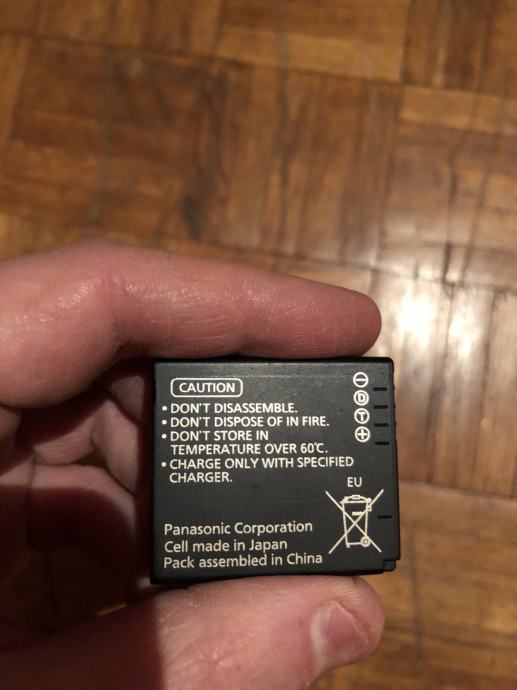 CAUTION
• DON'T DISASSEMBLE.
• DON'T DISPOSE OF IN FIRE.
• DON'T STORE IN
TEMPERATURE OVER 60℃.
• CHARGE ONLY WITH SPECIFIED
CHARGER.
⊖
Ⓓ
Ⓣ
⊕
EU
Panasonic Corporation
Cell made in Japan
Pack assembled in China